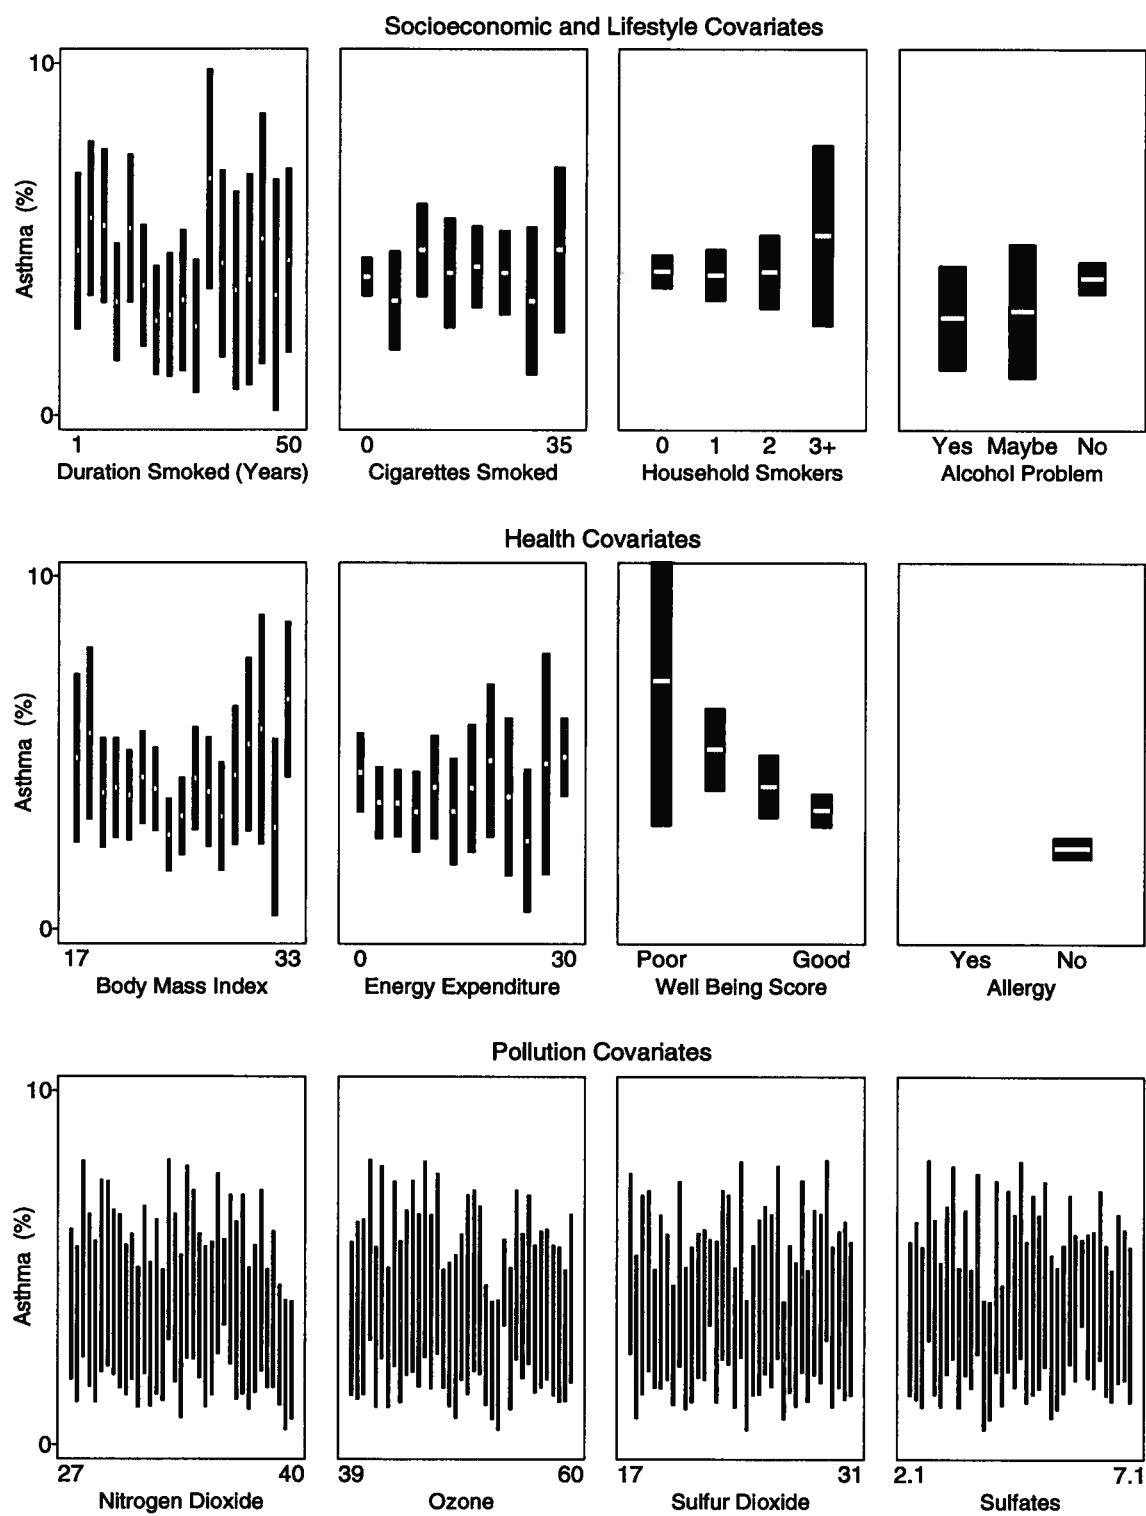 Socioeconomic and Lifestyle Covariates
10
Asthma (%)
0
1 50
Duration Smoked (Years)
0 35
Cigarettes Smoked
0 1 2 3+
Household Smokers
Yes Maybe No
Alcohol Problem
Health Covariates
10
Asthma (%)
0
17 33
Body Mass Index
0 30
Energy Expenditure
Poor Good
Well Being Score
Yes No
Allergy
Pollution Covariates
10
Asthma (%)
0
27 40
Nitrogen Dioxide
39 60
Ozone
17 31
Sulfur Dioxide
2.1 7.1
Sulfates